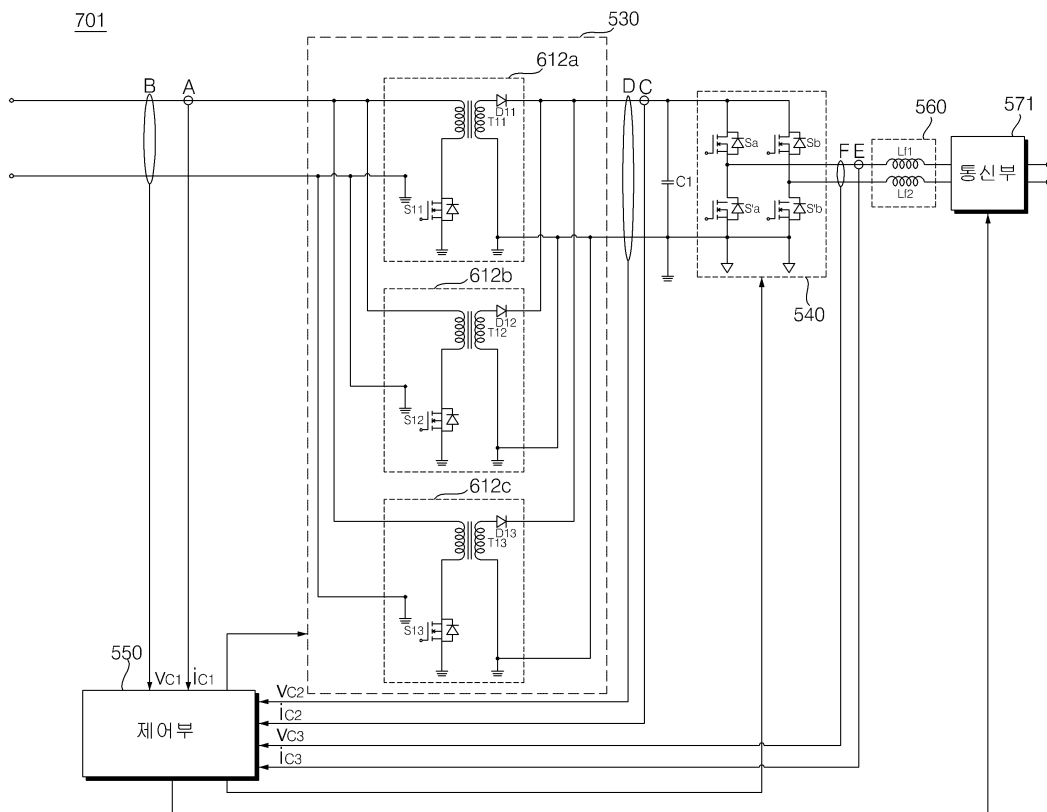 701
530
612a
B
A
D11
T11
S11
D
C
C1
Sa
Sb
S'a
S'b
540
F
E
560
Lf1
Lf2
571
통신부
612b
D12
T12
S12
612c
D13
T13
S13
550
VC1
iC1
VC2
iC2
VC3
iC3
제어부